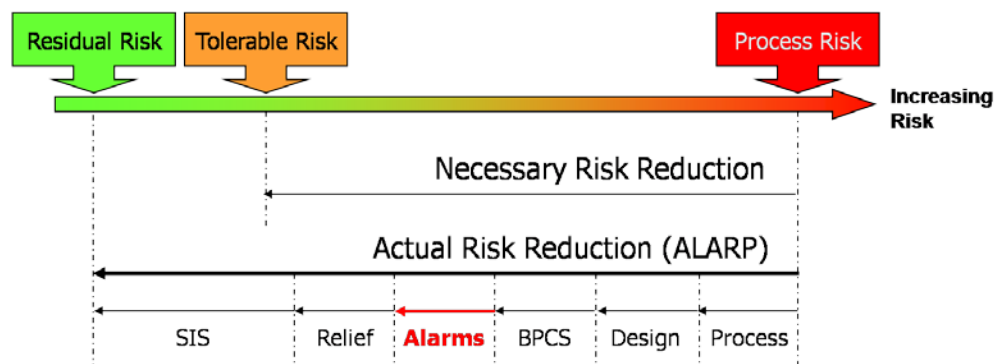 Residual Risk
Tolerable Risk
Process Risk
Increasing
Risk
Necessary Risk Reduction
Actual Risk Reduction (ALARP)
SIS
Relief
Alarms
BPCS
Design
Process